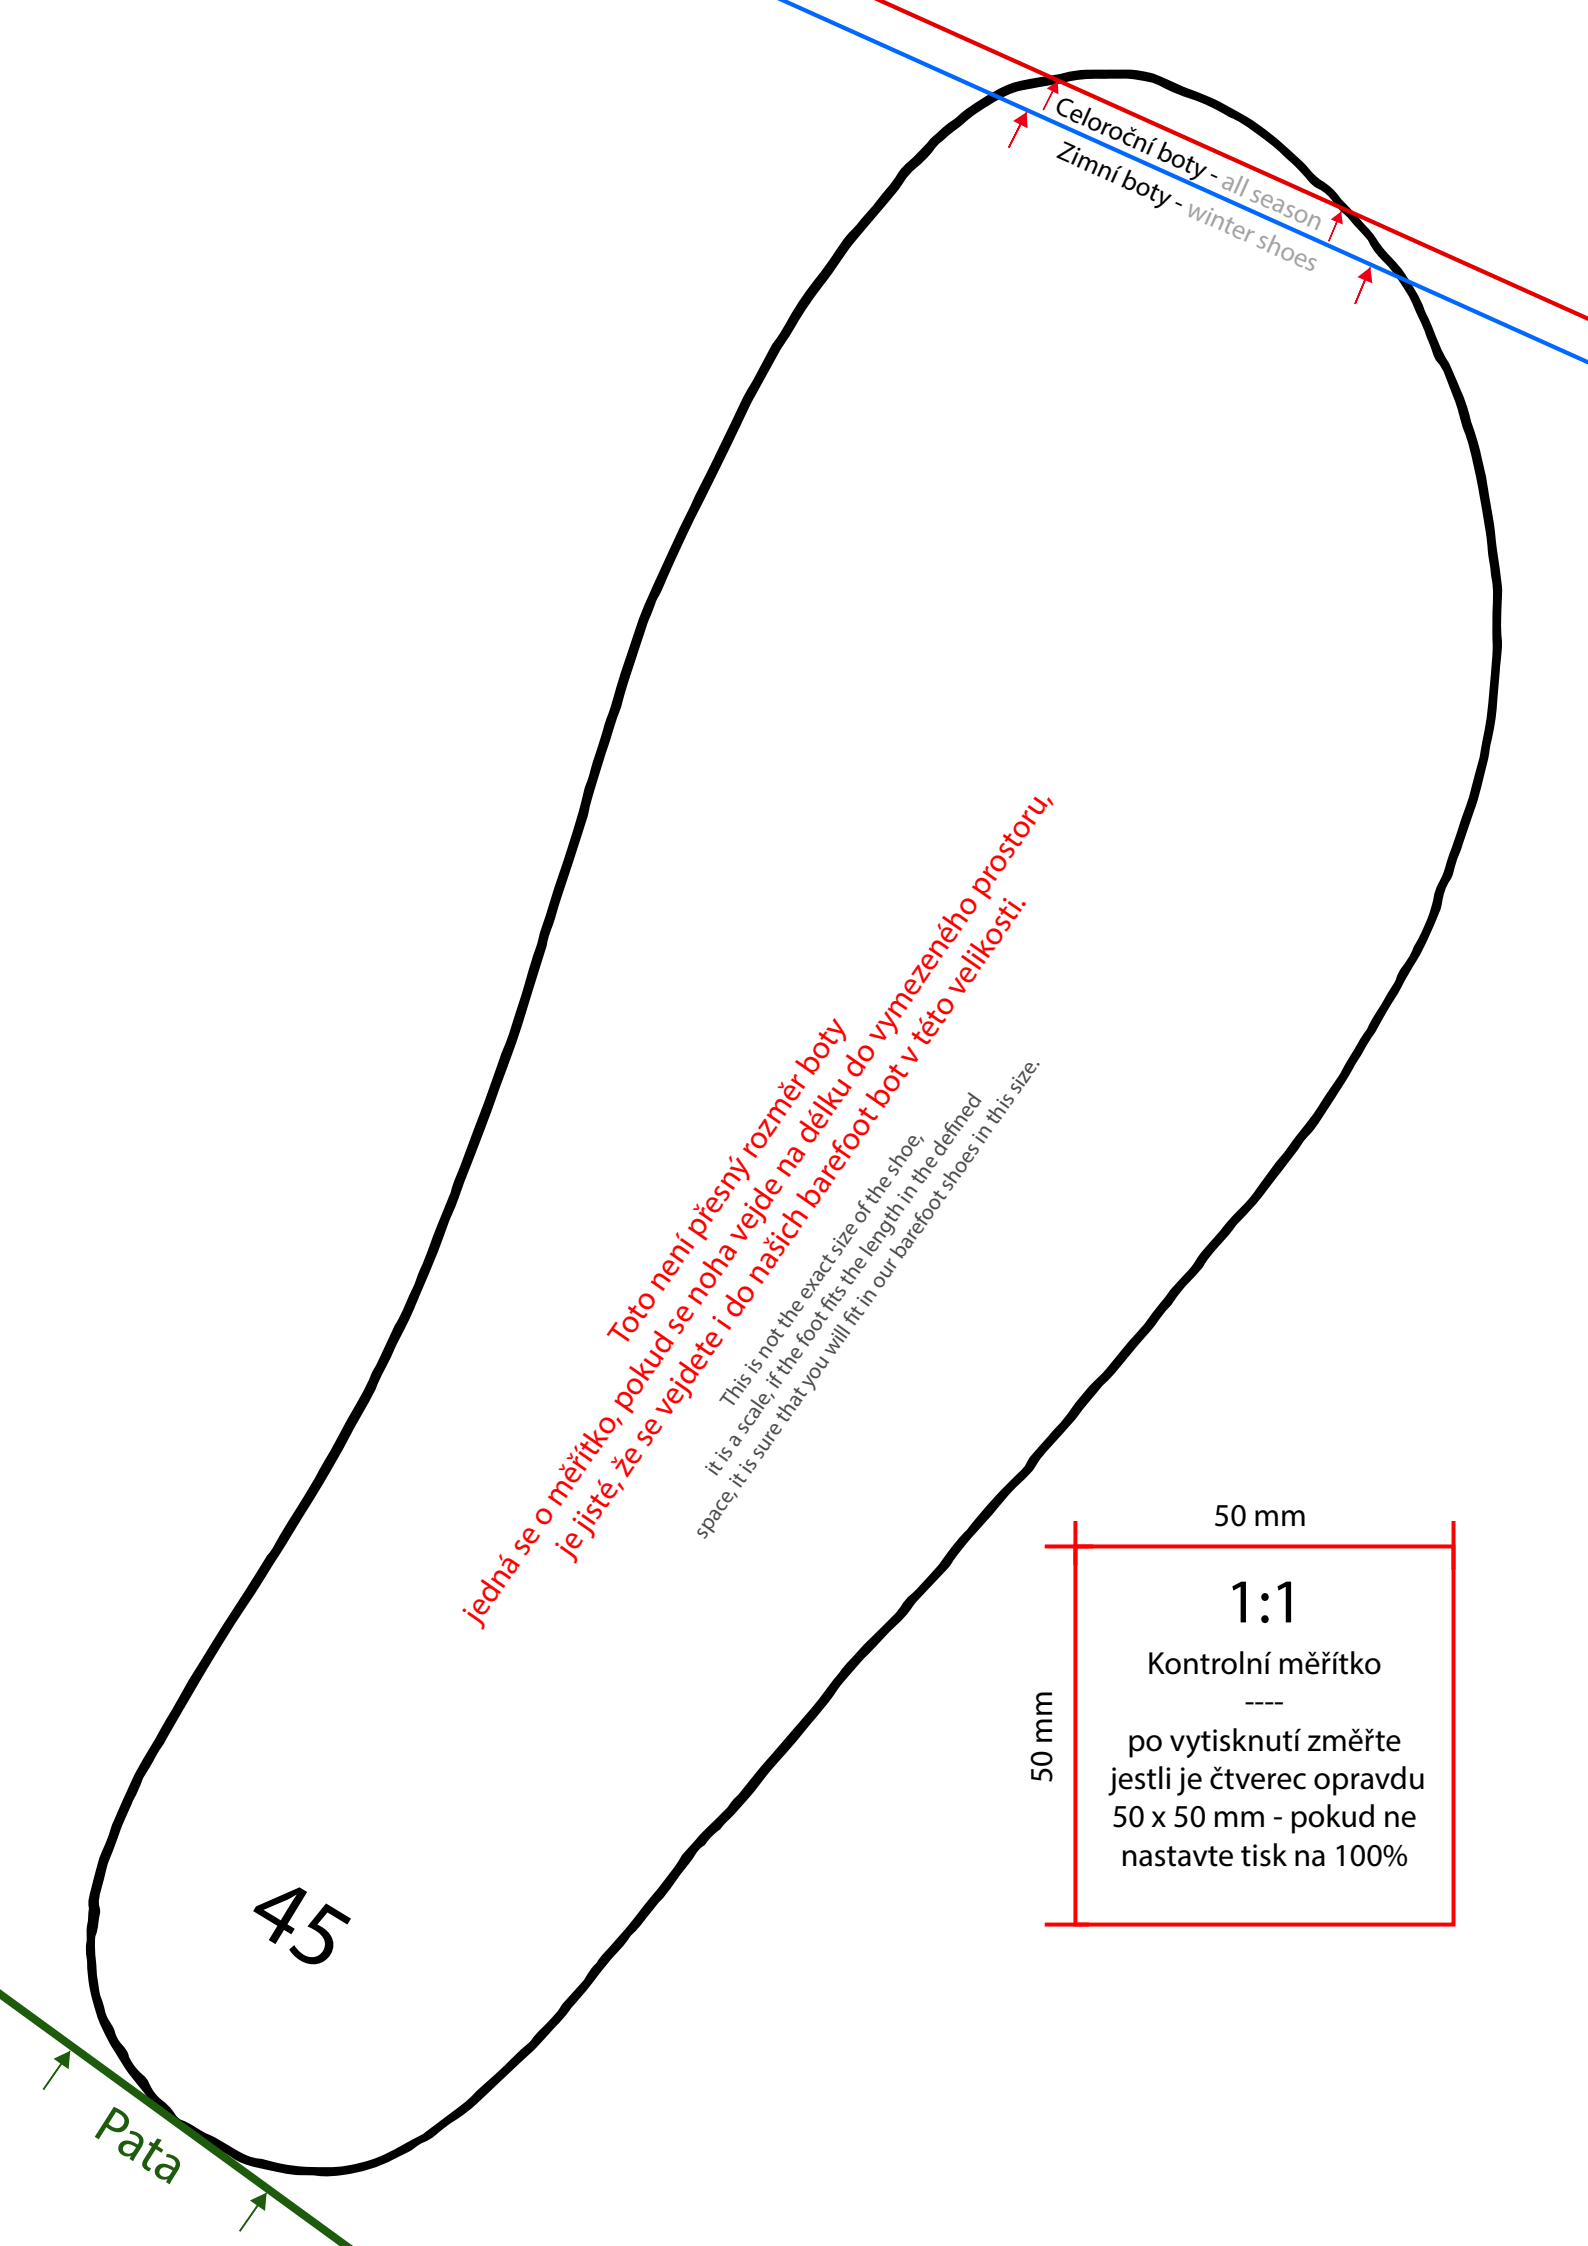 Celoroční boty - all season
Zimní boty - winter shoes
Toto není přesný rozměr boty
jedná se o měřítko, pokud se noha vejde na délku do vymezeného prostoru,
je jisté, že se vejdete i do našich barefoot bot v této velikosti.
This is not the exact size of the shoe,
it is a scale, if the foot fits the length in the defined
space, it is sure that you will fit in our barefoot shoes in this size.
50 mm
50 mm
1:1
Kontrolní měřítko
----
po vytisknutí změřte
jestli je čtverec opravdu
50 x 50 mm - pokud ne
nastavte tisk na 100%
45
Pata